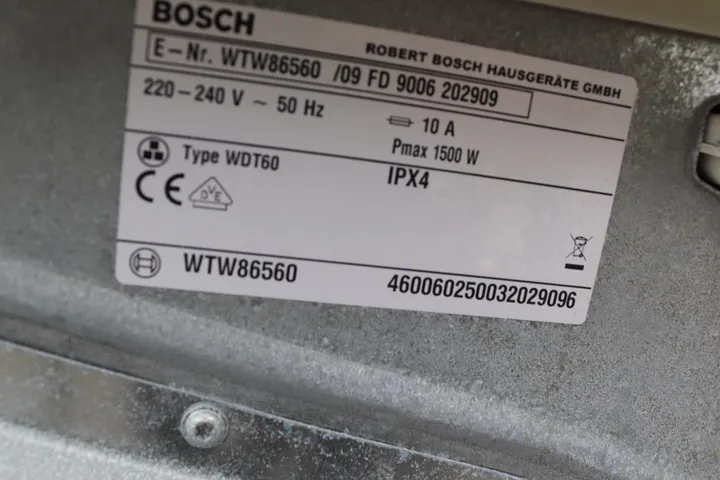 BOSCH
ROBERT BOSCH HAUSGERÄTE GMBH
E-Nr. WTW86560 /09 FD 9006 202909
220-240 V ~ 50 Hz
10 A
Pmax 1500 W
Type WDT60
IPX4
CE
DVE
WTW86560
460060250032029096